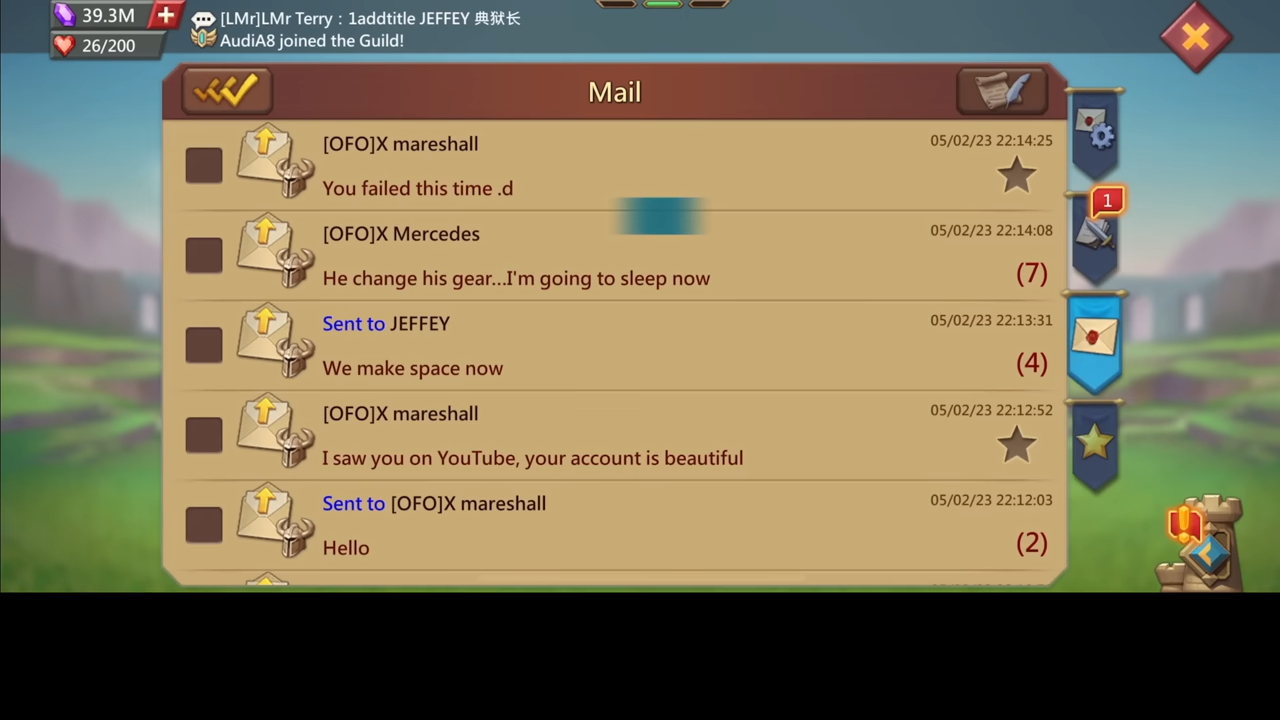 39.3M
26/200
[LMr]LMr Terry : 1addtitle JEFFEY 典狱长
AudiA8 joined the Guild!
Mail
[OFO]X mareshall
05/02/23 22:14:25
You failed this time .d
1
[OFO]X Mercedes
05/02/23 22:14:08
He change his gear...I'm going to sleep now
(7)
Sent to JEFFEY
05/02/23 22:13:31
We make space now
(4)
[OFO]X mareshall
05/02/23 22:12:52
I saw you on YouTube, your account is beautiful
Sent to [OFO]X mareshall
05/02/23 22:12:03
Hello
(2)